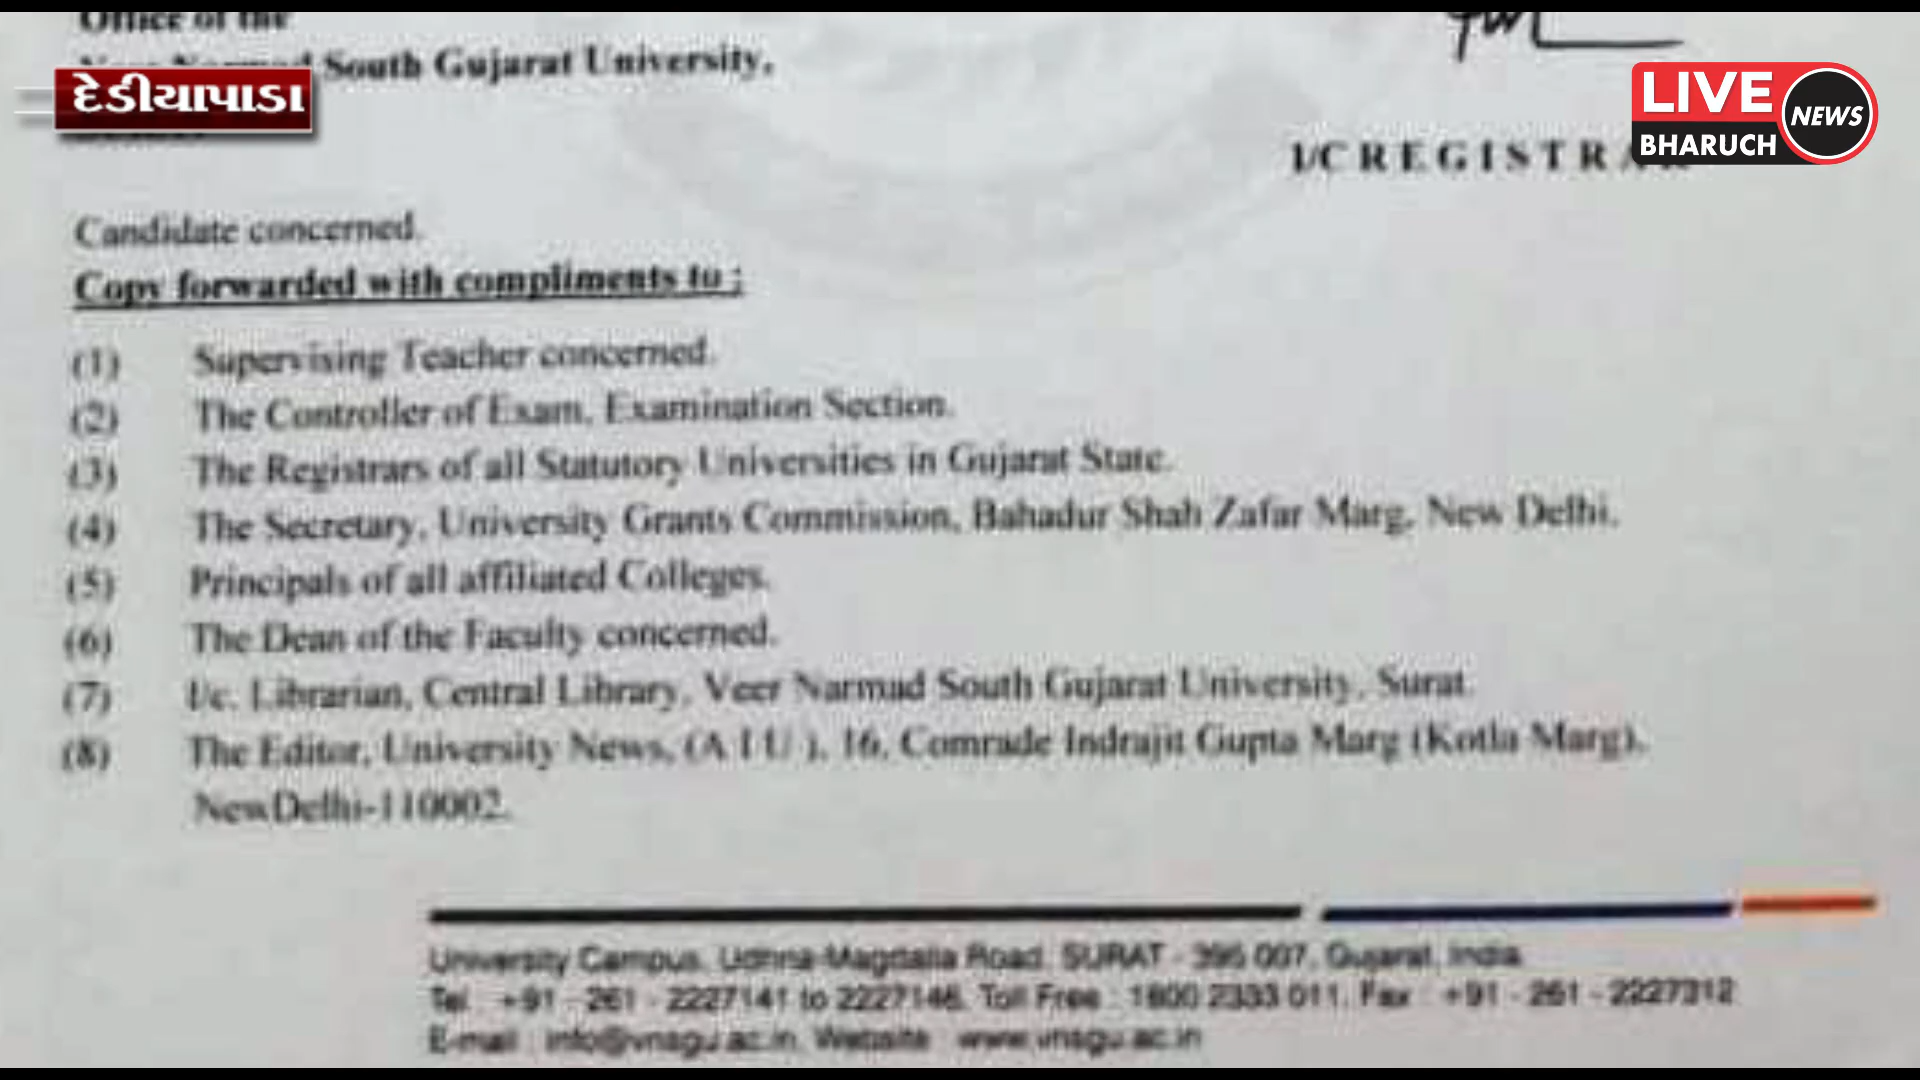 Office of the
Veer Normad South Gujarat University,
દેડીયાપાડા
LIVE
BHARUCH
NEWS
I/C REGISTRAR
Candidate concerned.
Copy forwarded with compliments to :
(1) Supervising Teacher concerned.
(2) The Controller of Exam, Examination Section.
(3) The Registrars of all Statutory Universities in Gujarat State.
(4) The Secretary, University Grants Commission, Bahadur Shah Zafar Marg, New Delhi.
(5) Principals of all affiliated Colleges.
(6) The Dean of the Faculty concerned.
(7) I/c. Librarian, Central Library, Veer Narmad South Gujarat University, Surat.
(8) The Editor, University News, (A I U ), 16, Comrade Indrajit Gupta Marg (Kotla Marg),
NewDelhi-110002.
University Campus, Udhna-Magdalla Road, SURAT - 395 007, Gujarat, India.
Tel : +91 - 261 - 2227141 to 2227146, Toll Free : 1800 2333 011, Fax : +91 - 261 - 2227312
E-mail : info@vnsgu.ac.in, Website : www.vnsgu.ac.in